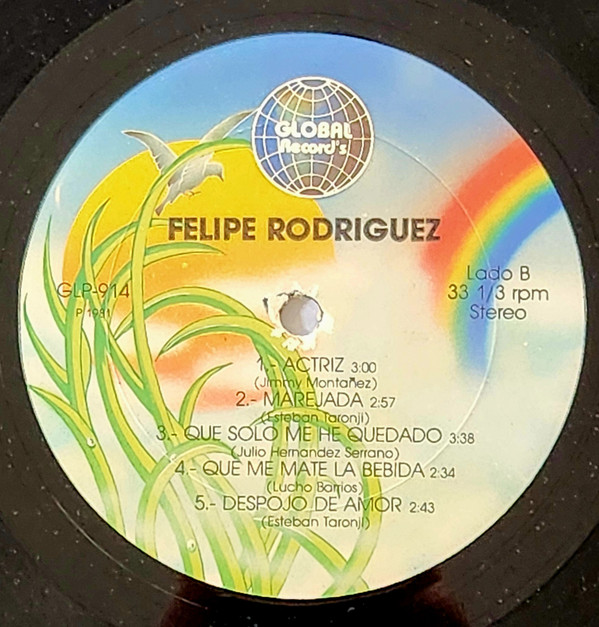 GLOBAL
Record's
FELIPE RODRIGUEZ
GLP-914
P 1981
Lado B
33 1/3 rpm
Stereo
1.- ACTRIZ 3:00
(Jimmy Montañez)
2.- MAREJADA 2:57
(Esteban Taronji)
3.- QUE SOLO ME HE QUEDADO 3:38
(Julio Hernandez Serrano)
4.- QUE ME MATE LA BEBIDA 2:34
(Lucho Barrios)
5.- DESPOJO DE AMOR 2:43
(Esteban Taronji)